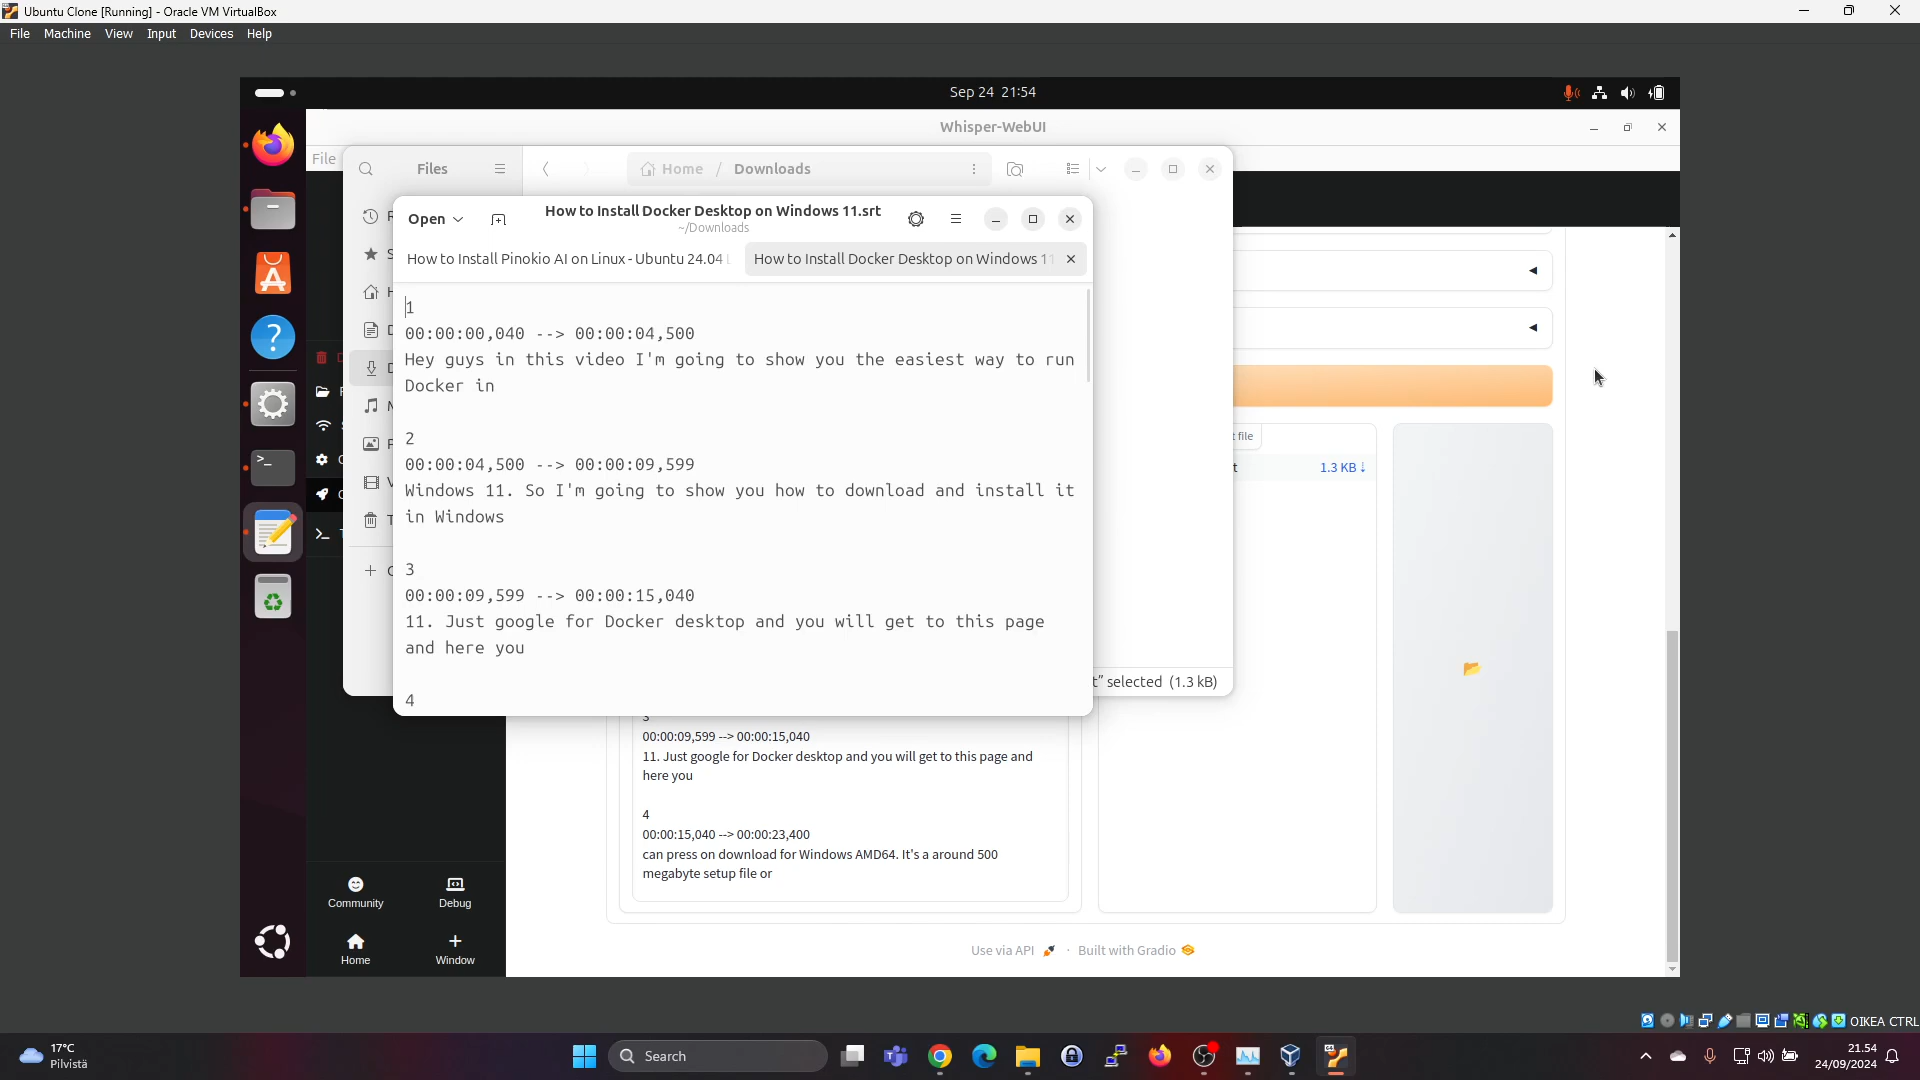 Ubuntu Clone [Running] - Oracle VM VirtualBox
File Machine View Input Devices Help
Sep 24 21:54
Whisper-WebUI
File
Files
Home / Downloads
Open
How to Install Docker Desktop on Windows 11.srt
~/Downloads
How to Install Pinokio AI on Linux - Ubuntu 24.04
How to Install Docker Desktop on Windows 11
1
00:00:00,040 --> 00:00:04,500
Hey guys in this video I'm going to show you the easiest way to run
Docker in
2
00:00:04,500 --> 00:00:09,599
Windows 11. So I'm going to show you how to download and install it
in Windows
3
00:00:09,599 --> 00:00:15,040
11. Just google for Docker desktop and you will get to this page
and here you
4
t file
t
1.3 KB↓
t" selected (1.3 kB)
3
00:00:09,599 --> 00:00:15,040
11. Just google for Docker desktop and you will get to this page and
here you
4
00:00:15,040 --> 00:00:23,400
can press on download for Windows AMD64. It's a around 500
megabyte setup file or
Community
Debug
Home
Window
Use via API 🚀 · Built with Gradio
OIKEA CTRL
17°C
Pilvistä
Search
21.54
24/09/2024